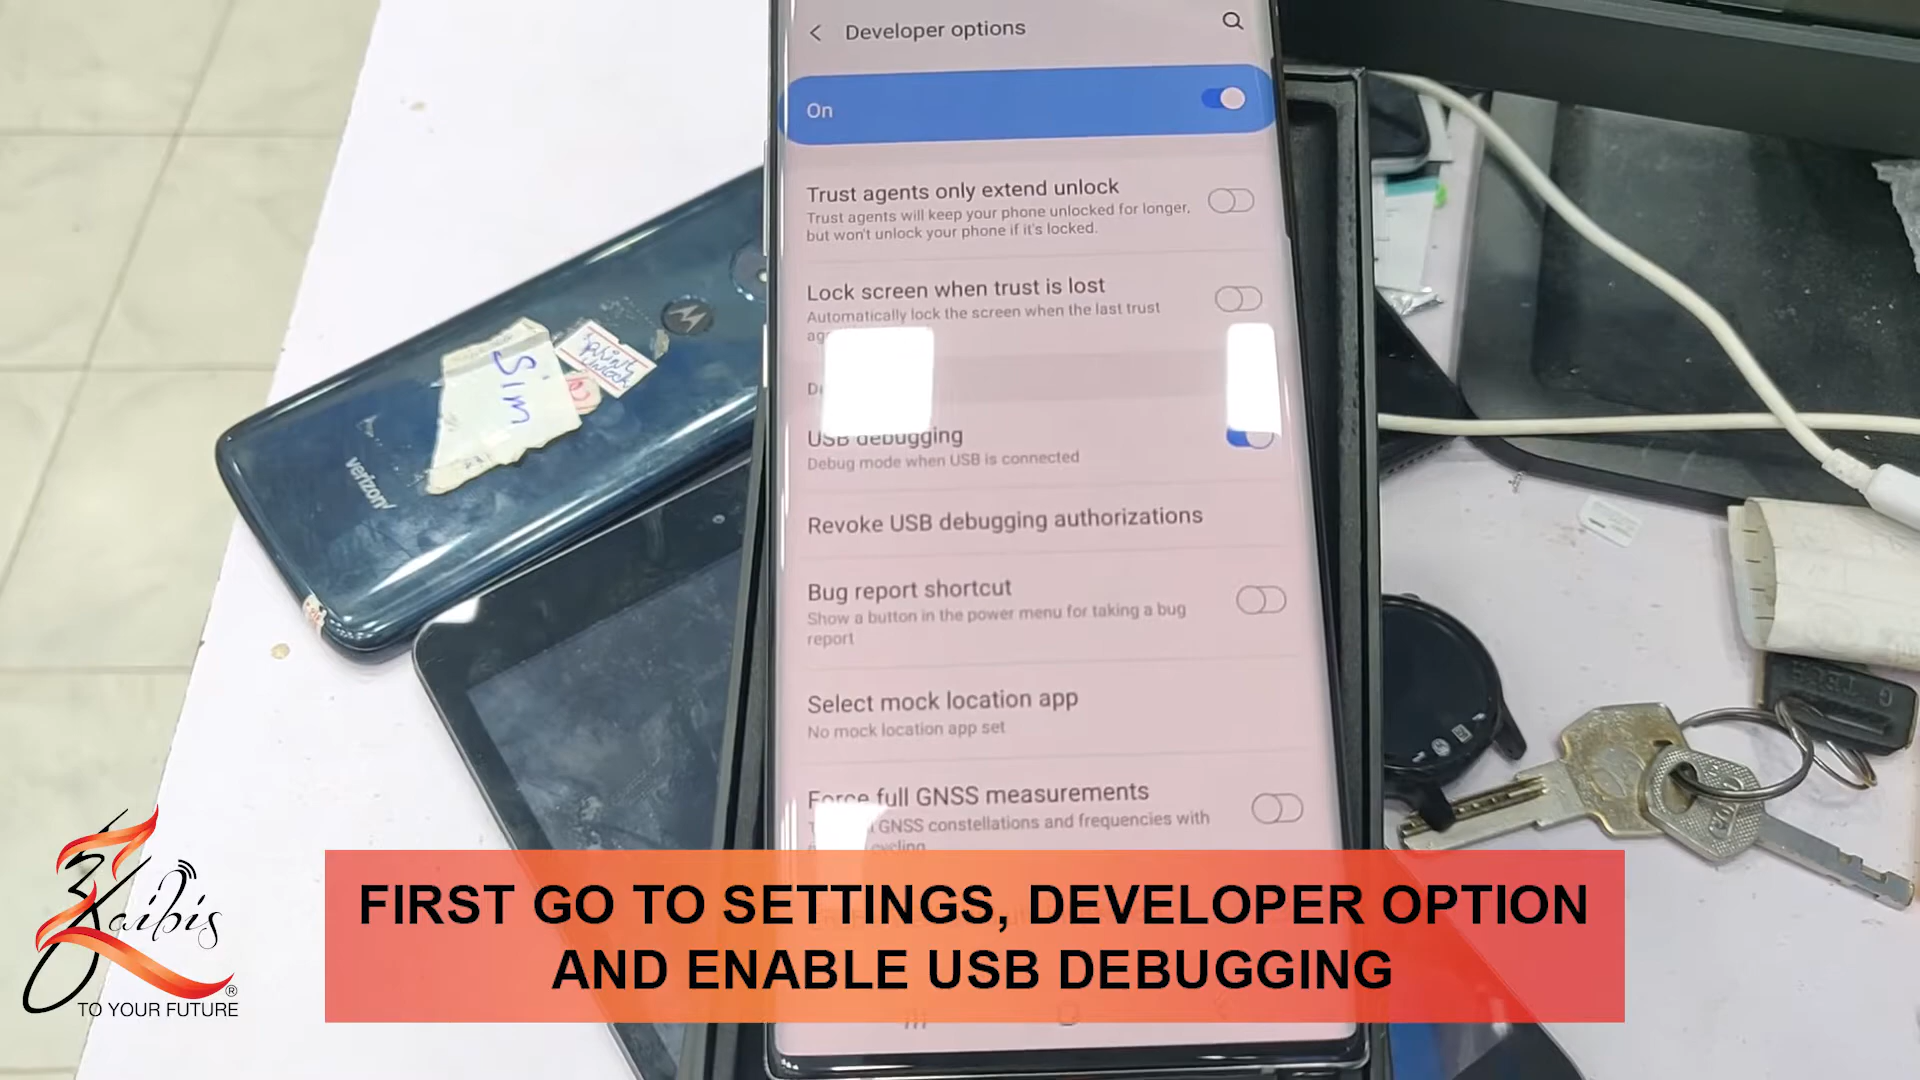 Developer options
On
Trust agents only extend unlock
Trust agents will keep your phone unlocked for longer,
but won't unlock your phone if it's locked.
Lock screen when trust is lost
Automatically lock the screen when the last trust
USB debugging
Debug mode when USB is connected
Revoke USB debugging authorizations
Bug report shortcut
Show a button in the power menu for taking a bug
report
Select mock location app
No mock location app set
Force full GNSS measurements
GNSS constellations and frequencies with
Sim
Sprint
Unlock
verizon
FIRST GO TO SETTINGS, DEVELOPER OPTION
AND ENABLE USB DEBUGGING
Kaibis
®
TO YOUR FUTURE